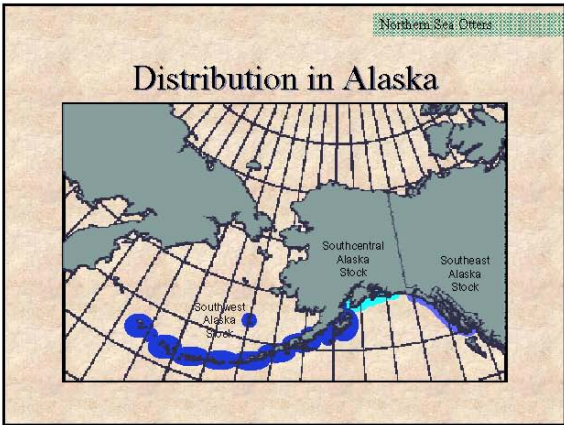 Northern Sea Otters
Distribution in Alaska
Southcentral
Alaska
Stock
Southeast
Alaska
Stock
Southwest
Alaska
Stock